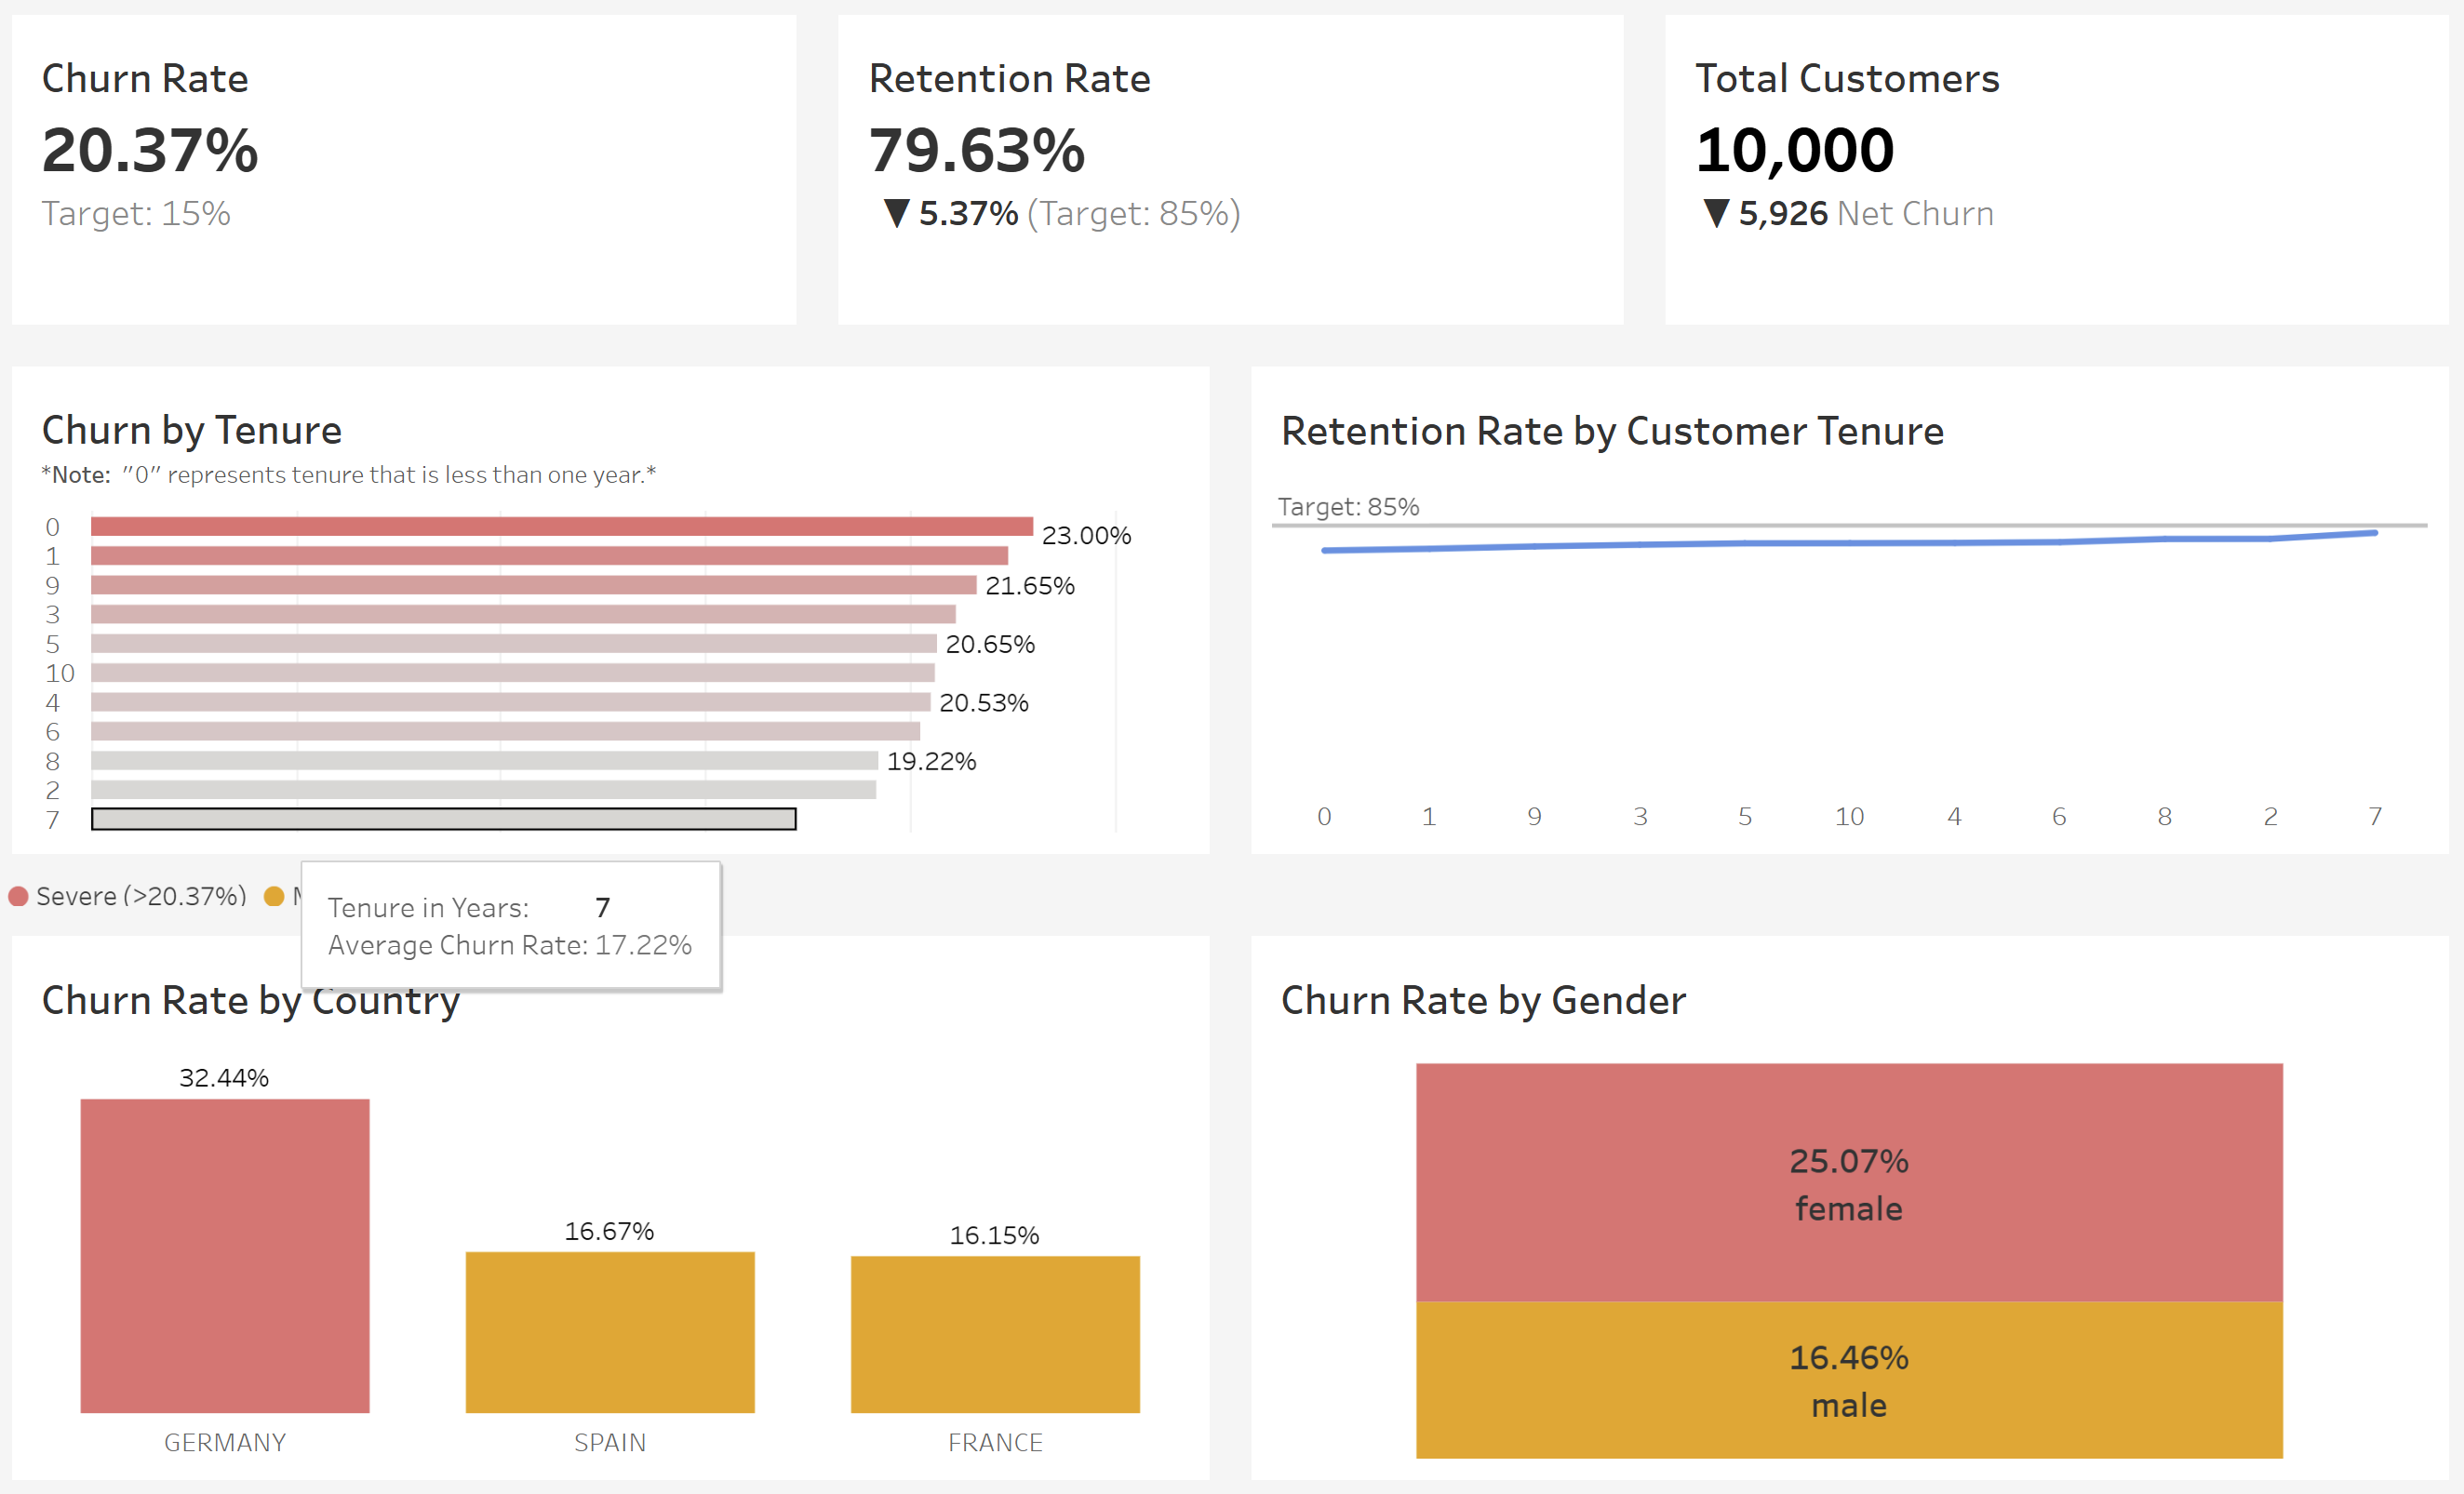 Churn Rate
20.37%
Target: 15%
Retention Rate
79.63%
▼ 5.37% (Target: 85%)
Total Customers
10,000
▼ 5,926 Net Churn
Churn by Tenure
*Note: "0" represents tenure that is less than one year.*
0
23.00%
1
9
21.65%
3
5
20.65%
10
4
20.53%
6
8
19.22%
2
7
Retention Rate by Customer Tenure
Target: 85%
0 1 9 3 5 10 4 6 8 2 7
Severe (>20.37%)
Tenure in Years: 7
Average Churn Rate: 17.22%
Churn Rate by Country
32.44%
16.67%
16.15%
GERMANY SPAIN FRANCE
Churn Rate by Gender
25.07%
female
16.46%
male